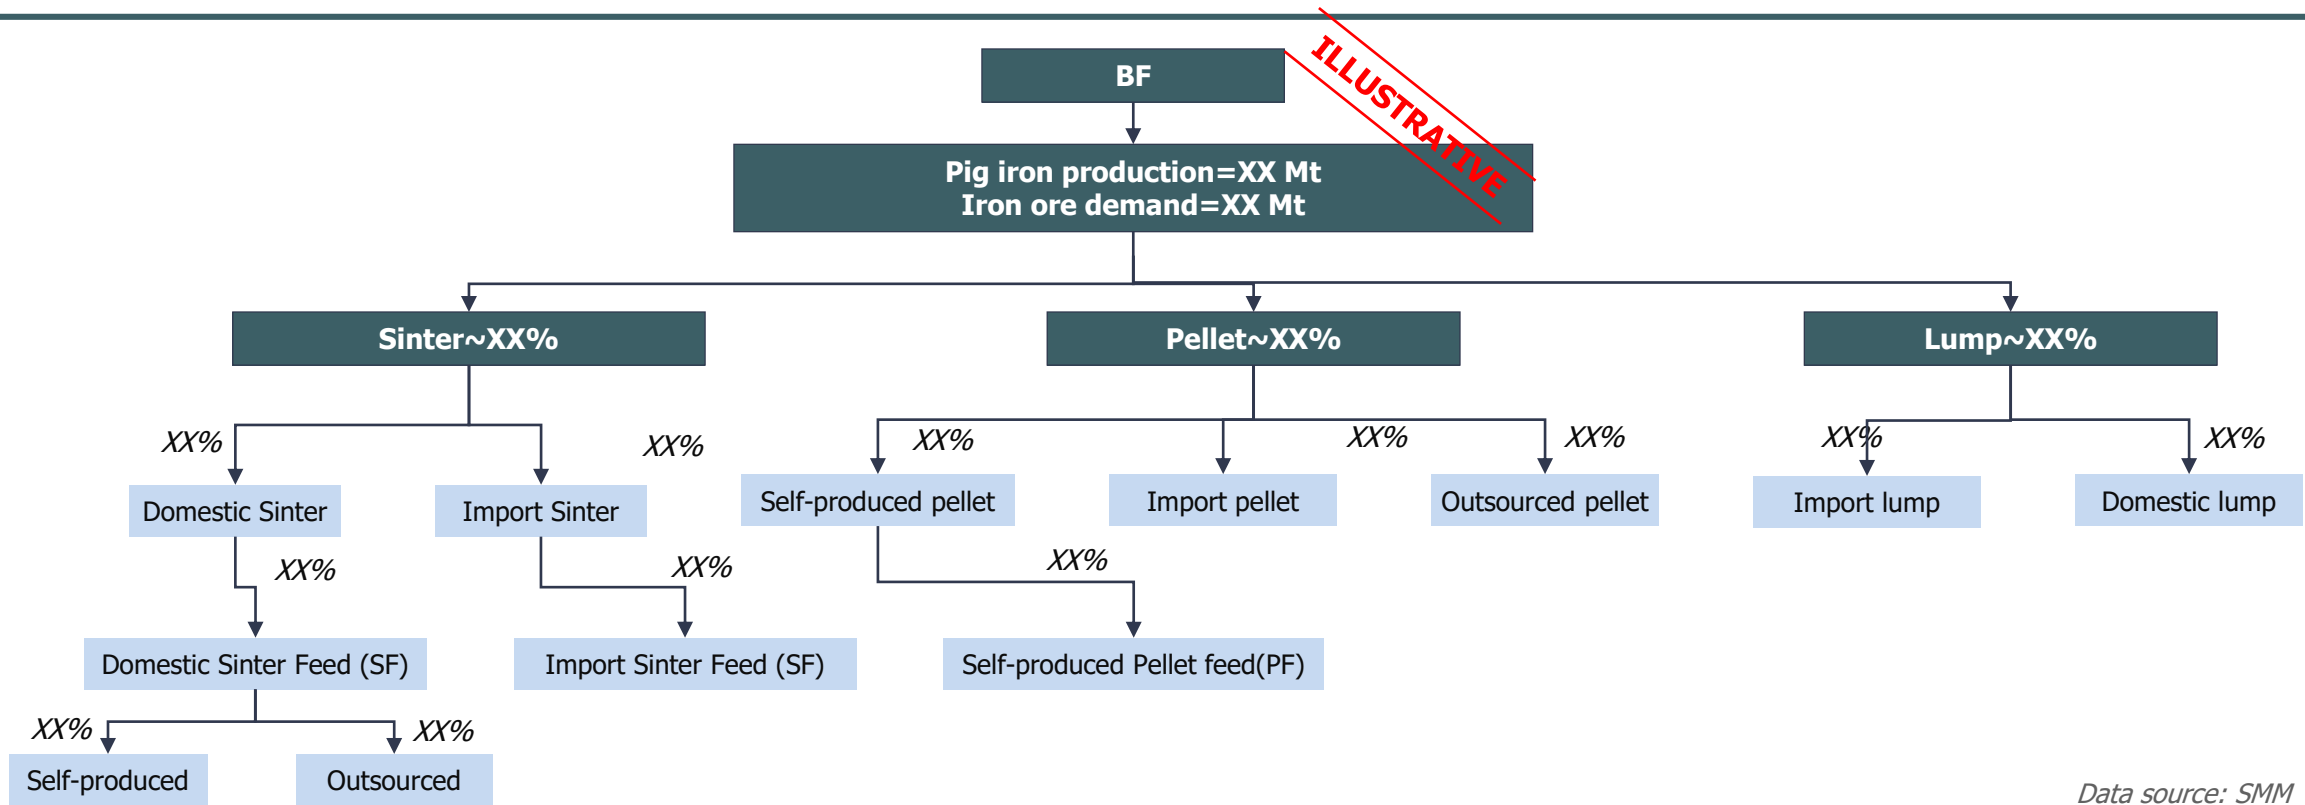 BF
ILLUSTRATIVE
Pig iron production=XX Mt
Iron ore demand=XX Mt
Sinter~XX%
Pellet~XX%
Lump~XX%
XX%
XX%
XX%
XX%
XX%
XX%
XX%
Domestic Sinter
Import Sinter
Self-produced pellet
Import pellet
Outsourced pellet
Import lump
Domestic lump
XX%
XX%
XX%
Domestic Sinter Feed (SF)
Import Sinter Feed (SF)
Self-produced Pellet feed(PF)
XX%
XX%
Self-produced
Outsourced
Data source: SMM